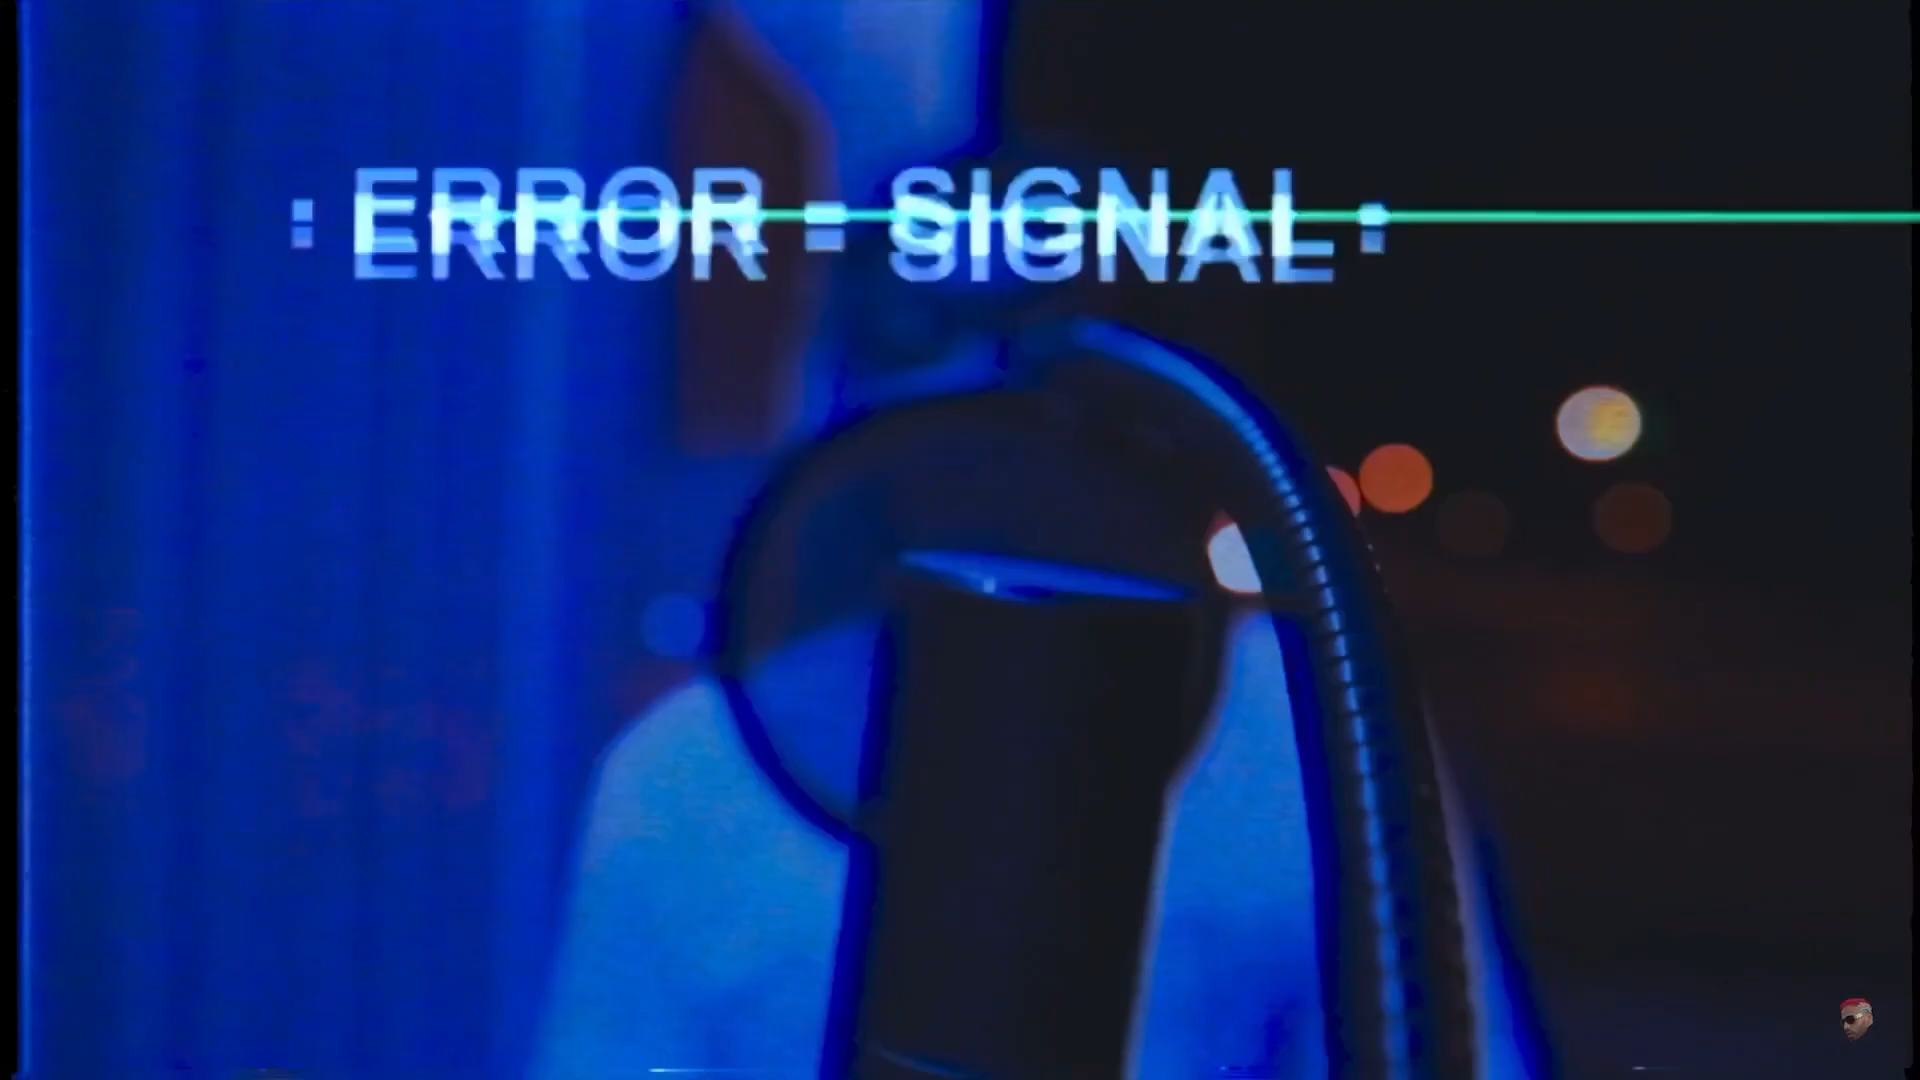 : ERROR = SIGNAL :